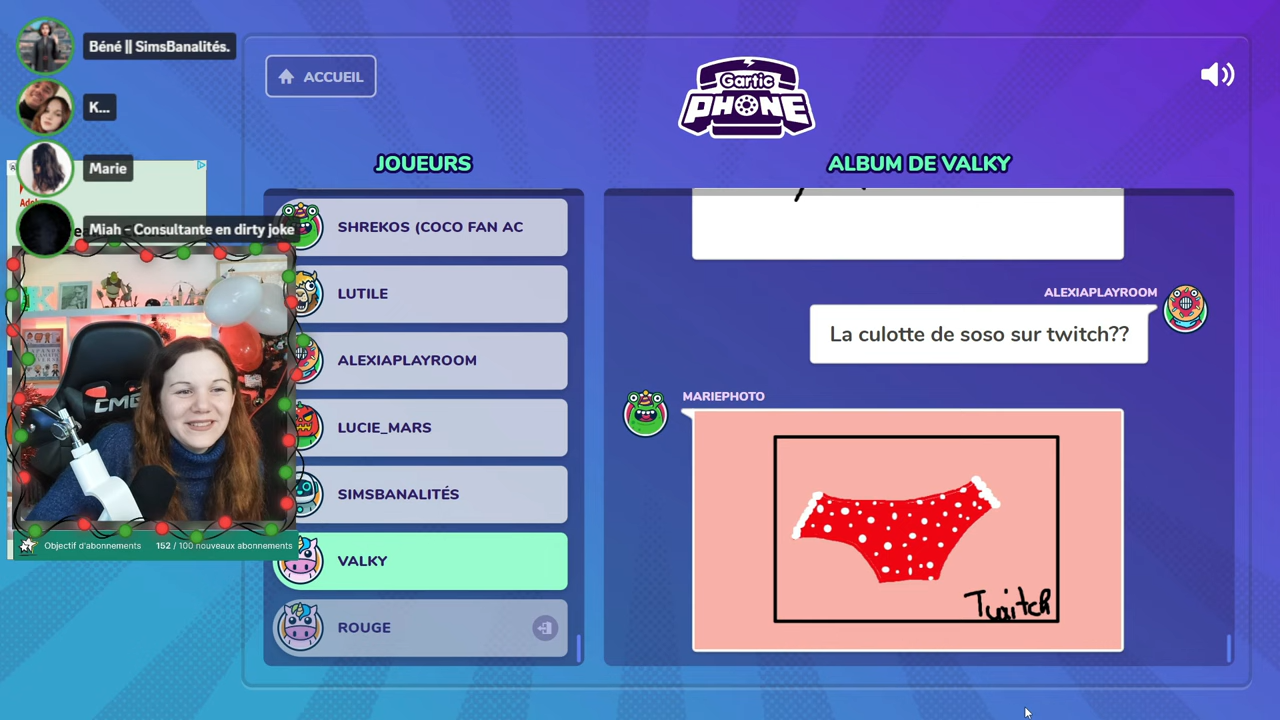 Béné || SimsBanalités.
K...
Marie
Miah - Consultante en dirty joke
Objectif d'abonnements
152 / 100 nouveaux abonnements
ACCUEIL
Gartic
PHONE
JOUEURS
SHREKOS (COCO FAN AC
LUTILE
ALEXIAPLAYROOM
LUCIE_MARS
SIMSBANALITÉS
VALKY
ROUGE
ALBUM DE VALKY
ALEXIAPLAYROOM
La culotte de soso sur twitch??
MARIEPHOTO
Twitch